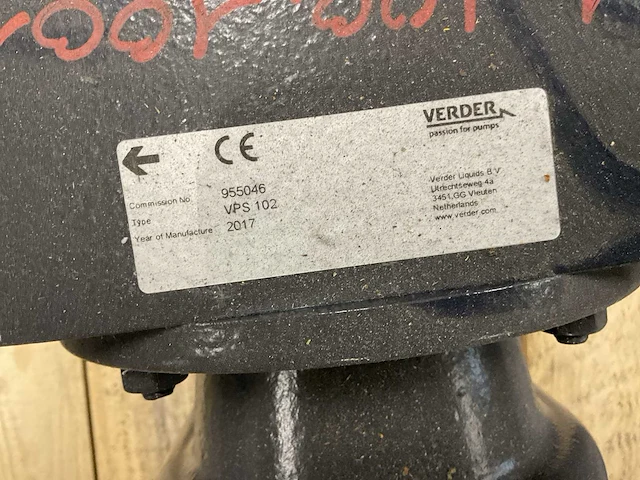 VERDER
passion for pumps
CE
Commission No. 955046
Type VPS 102
Year of Manufacture 2017
Verder Liquids B.V
Utrechtseweg 4a
3451,GG Vleuten
Netherlands
www.verder.com